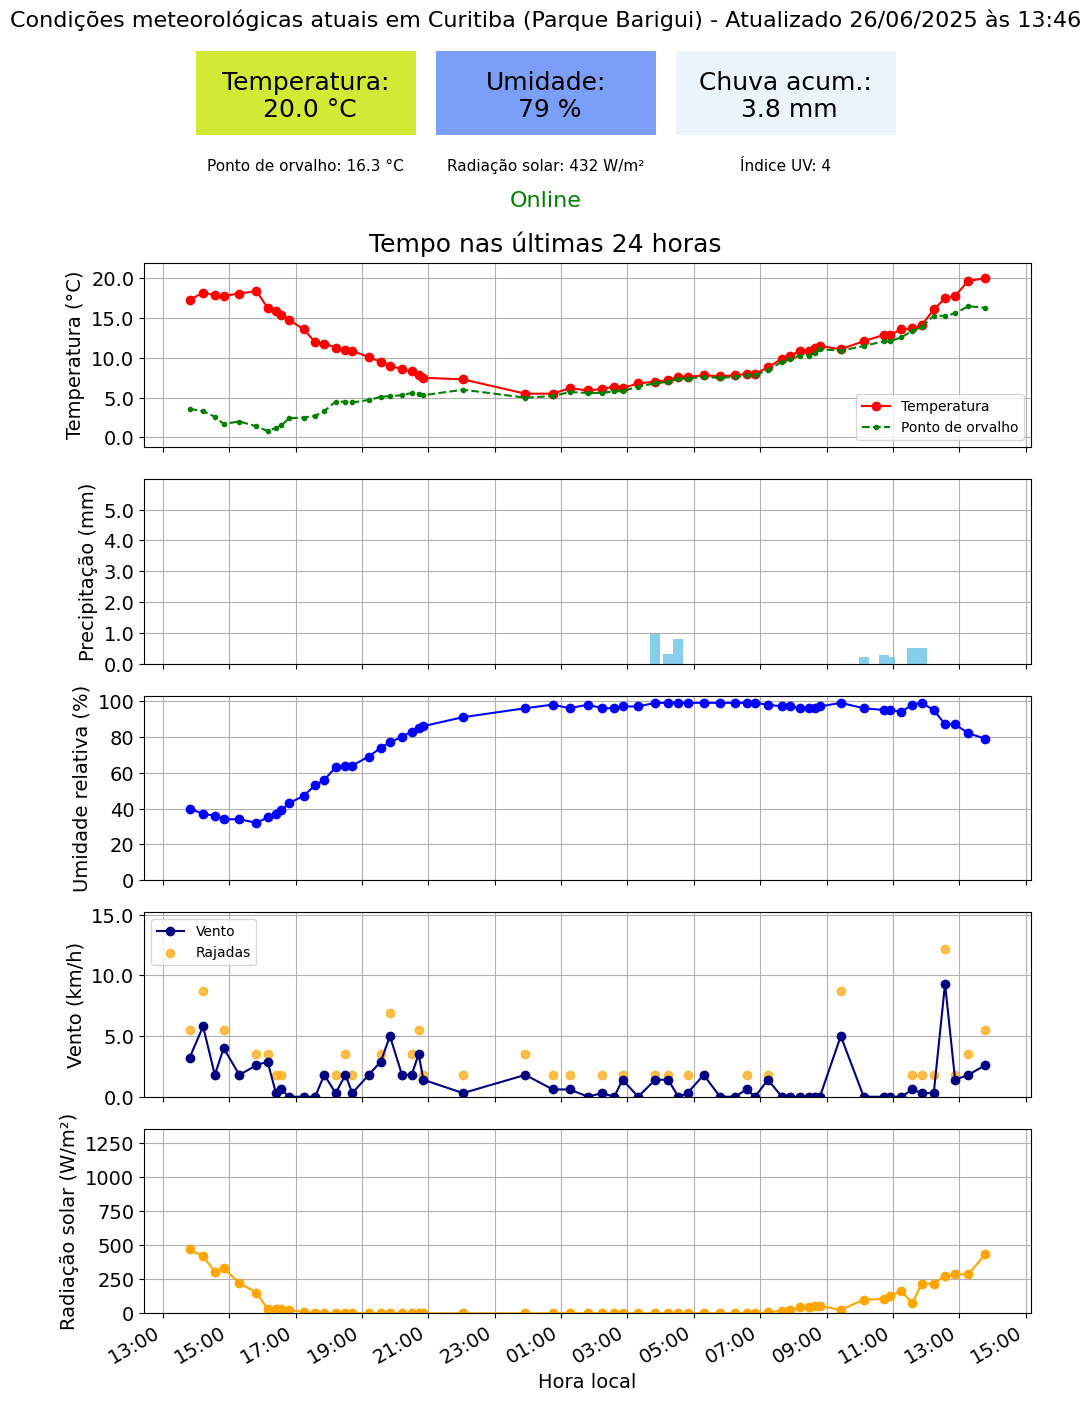 Condições meteorológicas atuais em Curitiba (Parque Barigui) - Atualizado 26/06/2025 às 13:46
Temperatura:
20.0 °C
Umidade:
79 %
Chuva acum.:
3.8 mm
Ponto de orvalho: 16.3 °C
Radiação solar: 432 W/m²
Índice UV: 4
Online
Tempo nas últimas 24 horas
Temperatura (°C)
20.0
15.0
10.0
5.0
0.0
Temperatura
Ponto de orvalho
Precipitação (mm)
5.0
4.0
3.0
2.0
1.0
0.0
Umidade relativa (%)
100
80
60
40
20
0
Vento (km/h)
15.0
10.0
5.0
0.0
Vento
Rajadas
Radiação solar (W/m²)
1250
1000
750
500
250
0
13:00
15:00
17:00
19:00
21:00
23:00
01:00
03:00
05:00
07:00
09:00
11:00
13:00
15:00
Hora local